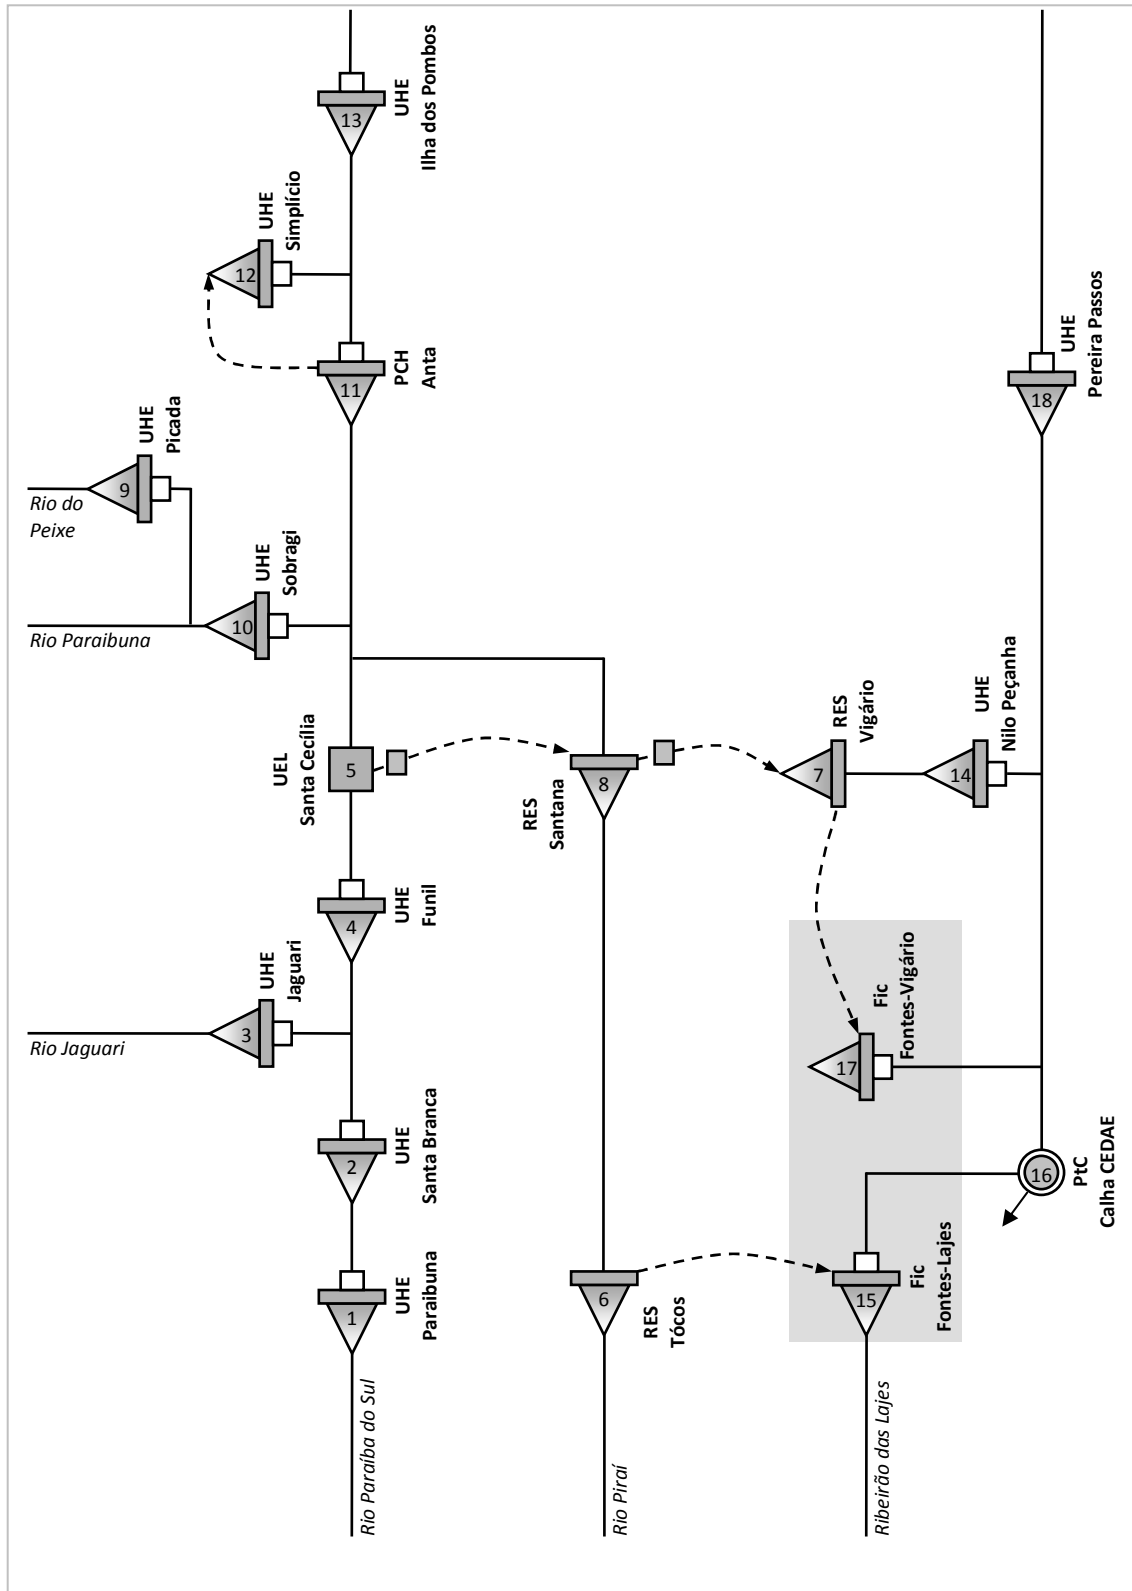 Rio Paraíba do Sul
1
UHE
Paraibuna
2
UHE
Santa Branca
Rio Jaguari
3
UHE
Jaguari
4
UHE
Funil
5
UEL
Santa Cecília
Rio Paraibuna
10
UHE
Sobragi
Rio do
Peixe
9
UHE
Picada
11
PCH
Anta
12
UHE
Simplício
13
UHE
Ilha dos Pombos
Rio Piraí
6
RES
Tócos
8
RES
Santana
7
RES
Vigário
14
UHE
Nilo Peçanha
Ribeirão das Lajes
15
Fic
Fontes-Lajes
17
Fic
Fontes-Vigário
16
PtC
Calha CEDAE
18
UHE
Pereira Passos